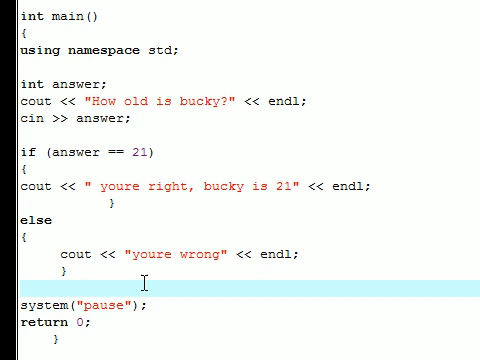 int main()
{
using namespace std;
int answer;
cout << "How old is bucky?" << endl;
cin >> answer;
if (answer == 21)
{
cout << " youre right, bucky is 21" << endl;
}
else
{
cout << "youre wrong" << endl;
}
system("pause");
return 0;
}